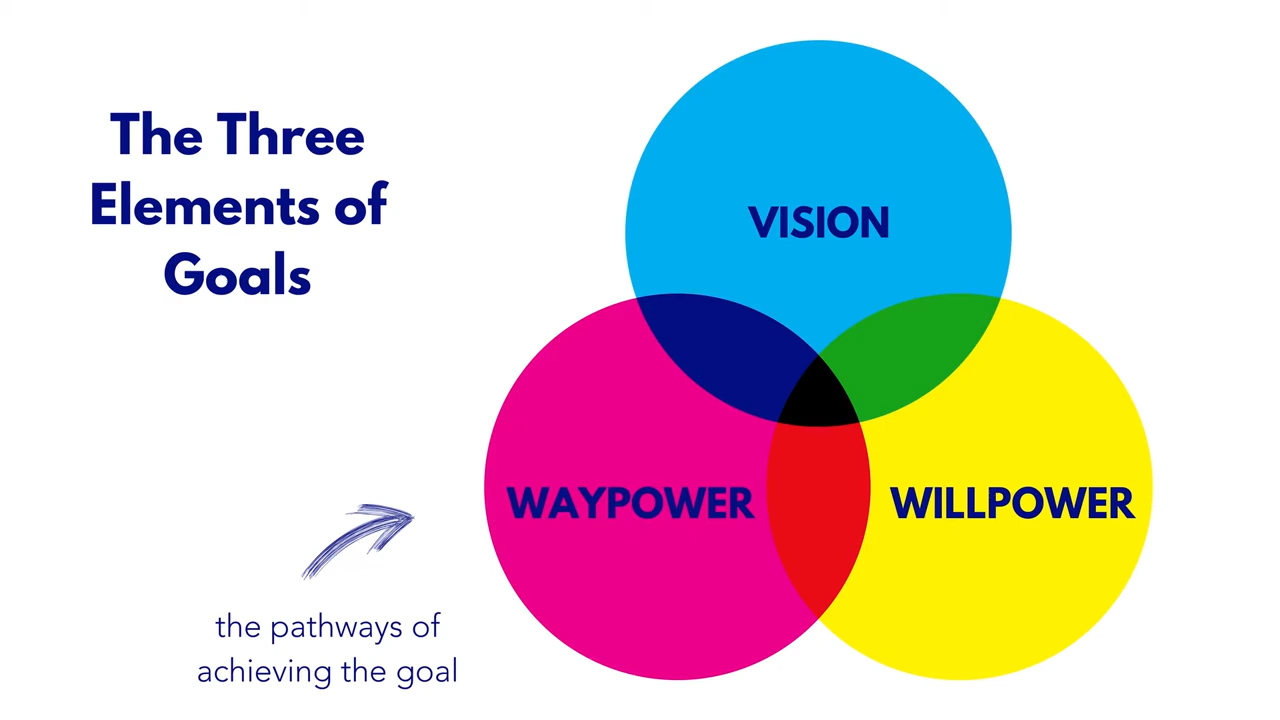 The Three
Elements of
Goals
VISION
WAYPOWER
WILLPOWER
the pathways of
achieving the goal